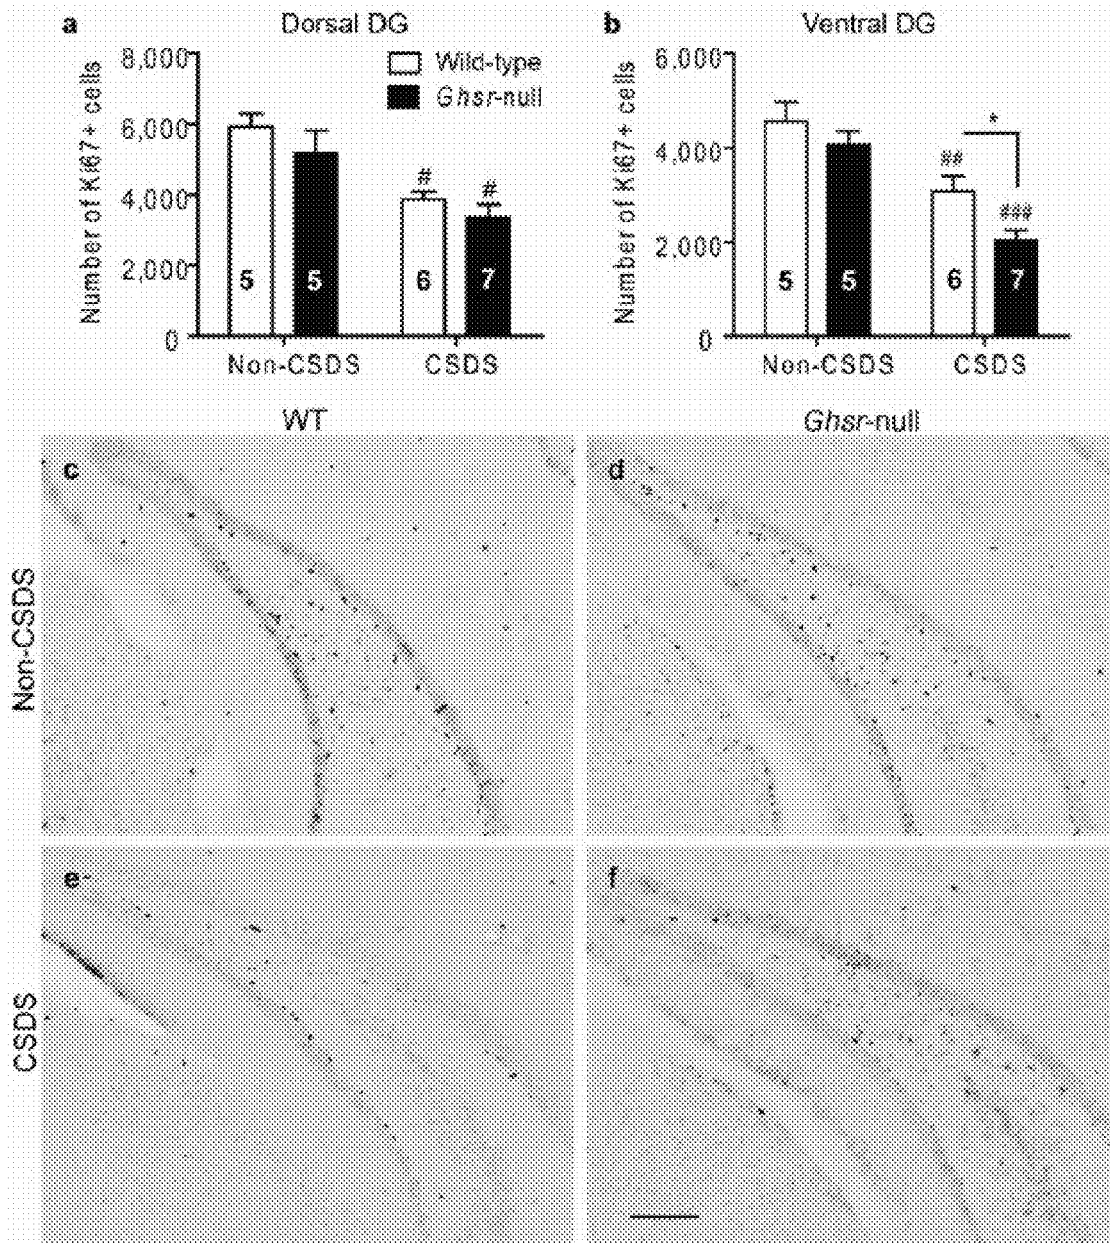 a Dorsal DG
Number of Ki67+ cells
8,000
6,000
4,000
2,000
0
Wild-type
Ghsr-null
# #
5 5 6 7
Non-CSDS CSDS
b Ventral DG
Number of Ki67+ cells
6,000
4,000
2,000
0
*
##
###
5 5 6 7
Non-CSDS CSDS
WT Ghsr-null
Non-CSDS
c d
CSDS
e f